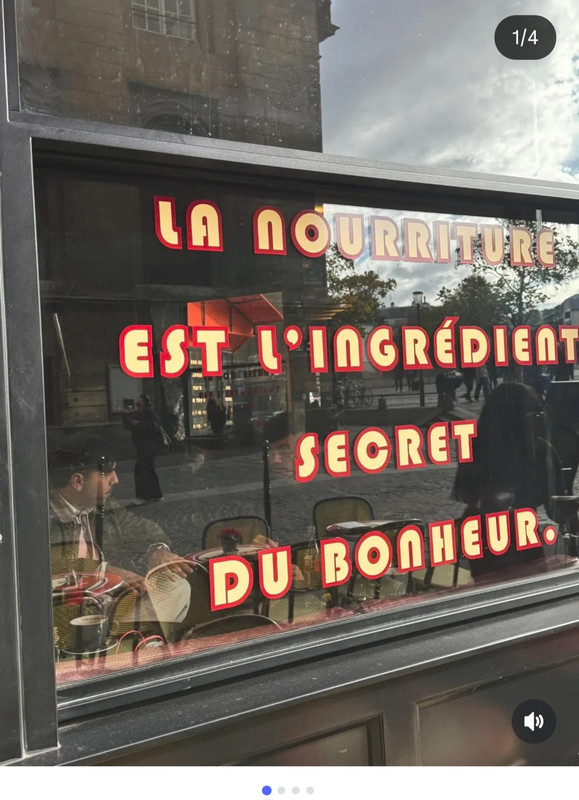 1/4
LA NOURRITURE
EST L'INGRÉDIENT
SECRET
DU BONHEUR.